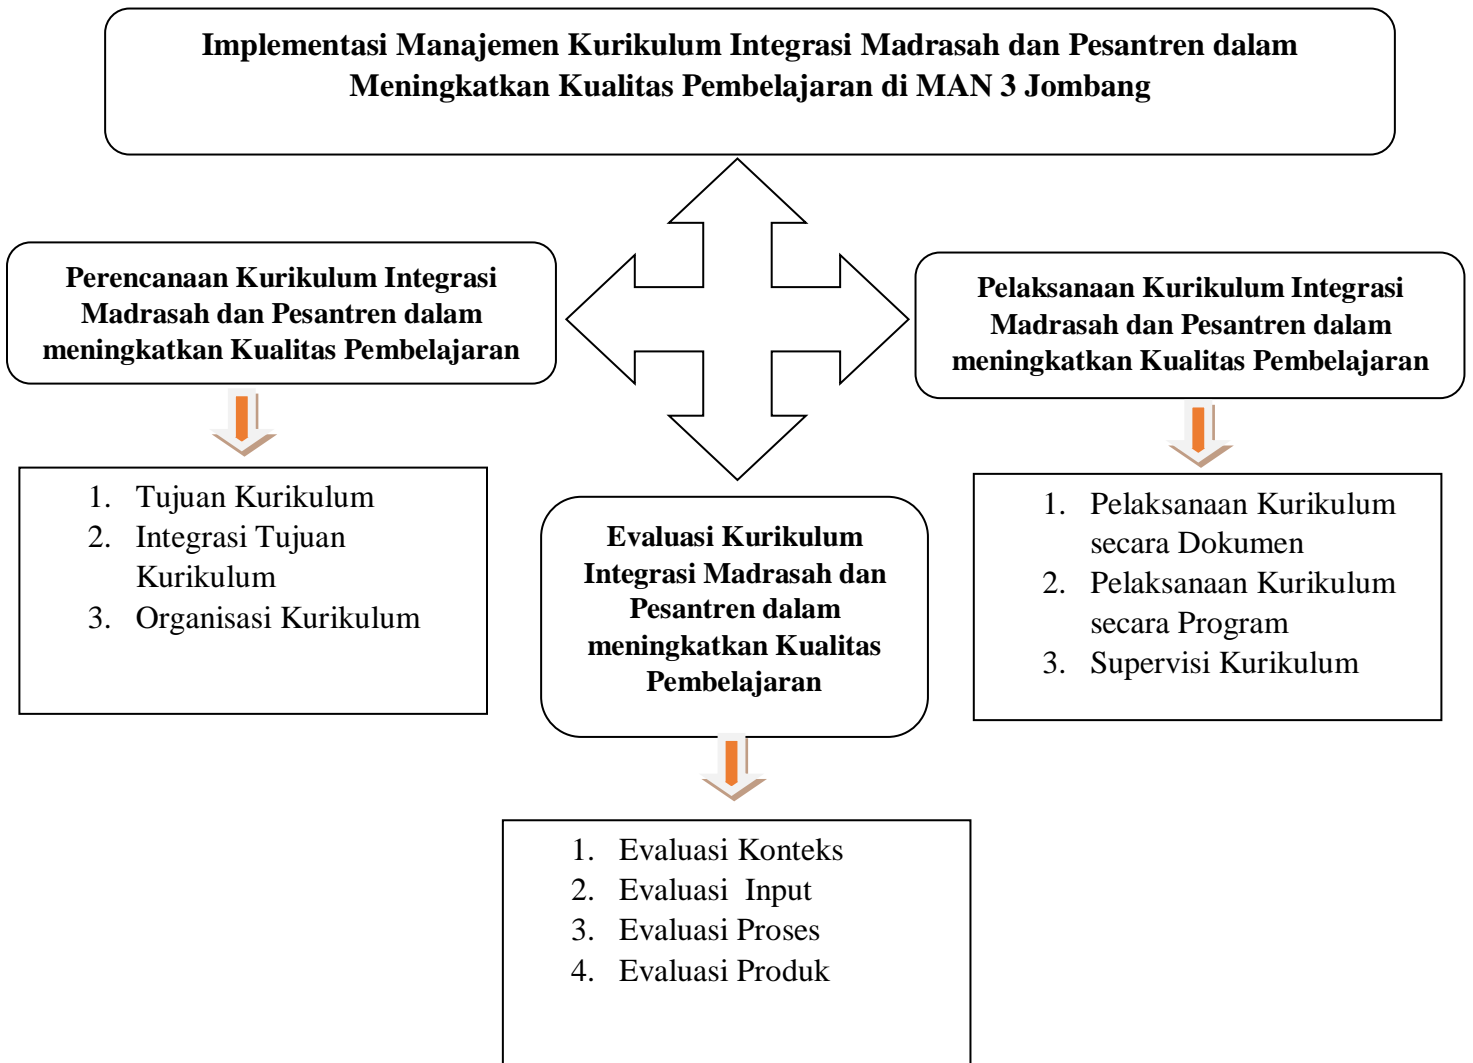 Implementasi Manajemen Kurikulum Integrasi Madrasah dan Pesantren dalam
Meningkatkan Kualitas Pembelajaran di MAN 3 Jombang
Perencanaan Kurikulum Integrasi
Madrasah dan Pesantren dalam
meningkatkan Kualitas Pembelajaran
1. Tujuan Kurikulum
2. Integrasi Tujuan
Kurikulum
3. Organisasi Kurikulum
Evaluasi Kurikulum
Integrasi Madrasah dan
Pesantren dalam
meningkatkan Kualitas
Pembelajaran
1. Evaluasi Konteks
2. Evaluasi Input
3. Evaluasi Proses
4. Evaluasi Produk
Pelaksanaan Kurikulum Integrasi
Madrasah dan Pesantren dalam
meningkatkan Kualitas Pembelajaran
1. Pelaksanaan Kurikulum
secara Dokumen
2. Pelaksanaan Kurikulum
secara Program
3. Supervisi Kurikulum